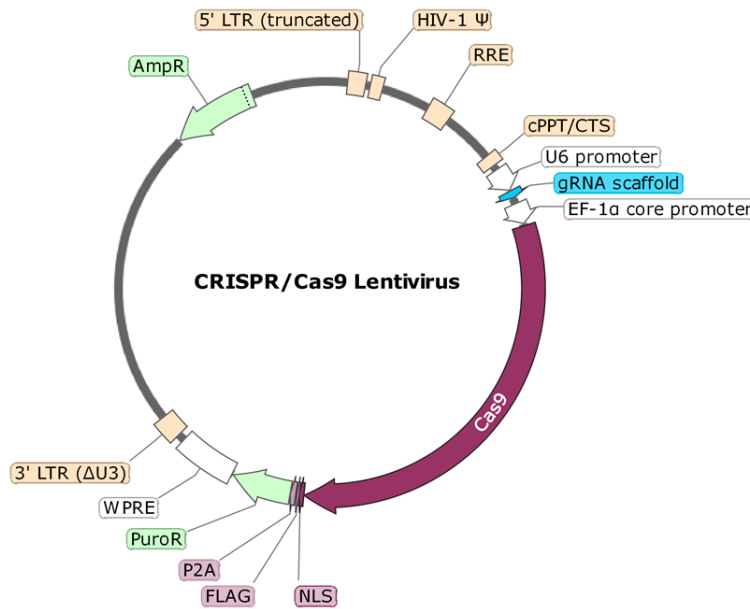 5' LTR (truncated)
HIV-1 Ψ
RRE
AmpR
cPPT/CTS
U6 promoter
gRNA scaffold
EF-1α core promoter
CRISPR/Cas9 Lentivirus
Cas9
3' LTR (ΔU3)
WPRE
PuroR
P2A
FLAG
NLS